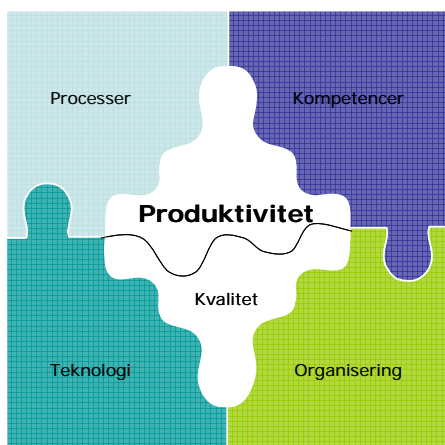 Processer
Kompetencer
Produktivitet
Kvalitet
Teknologi
Organisering